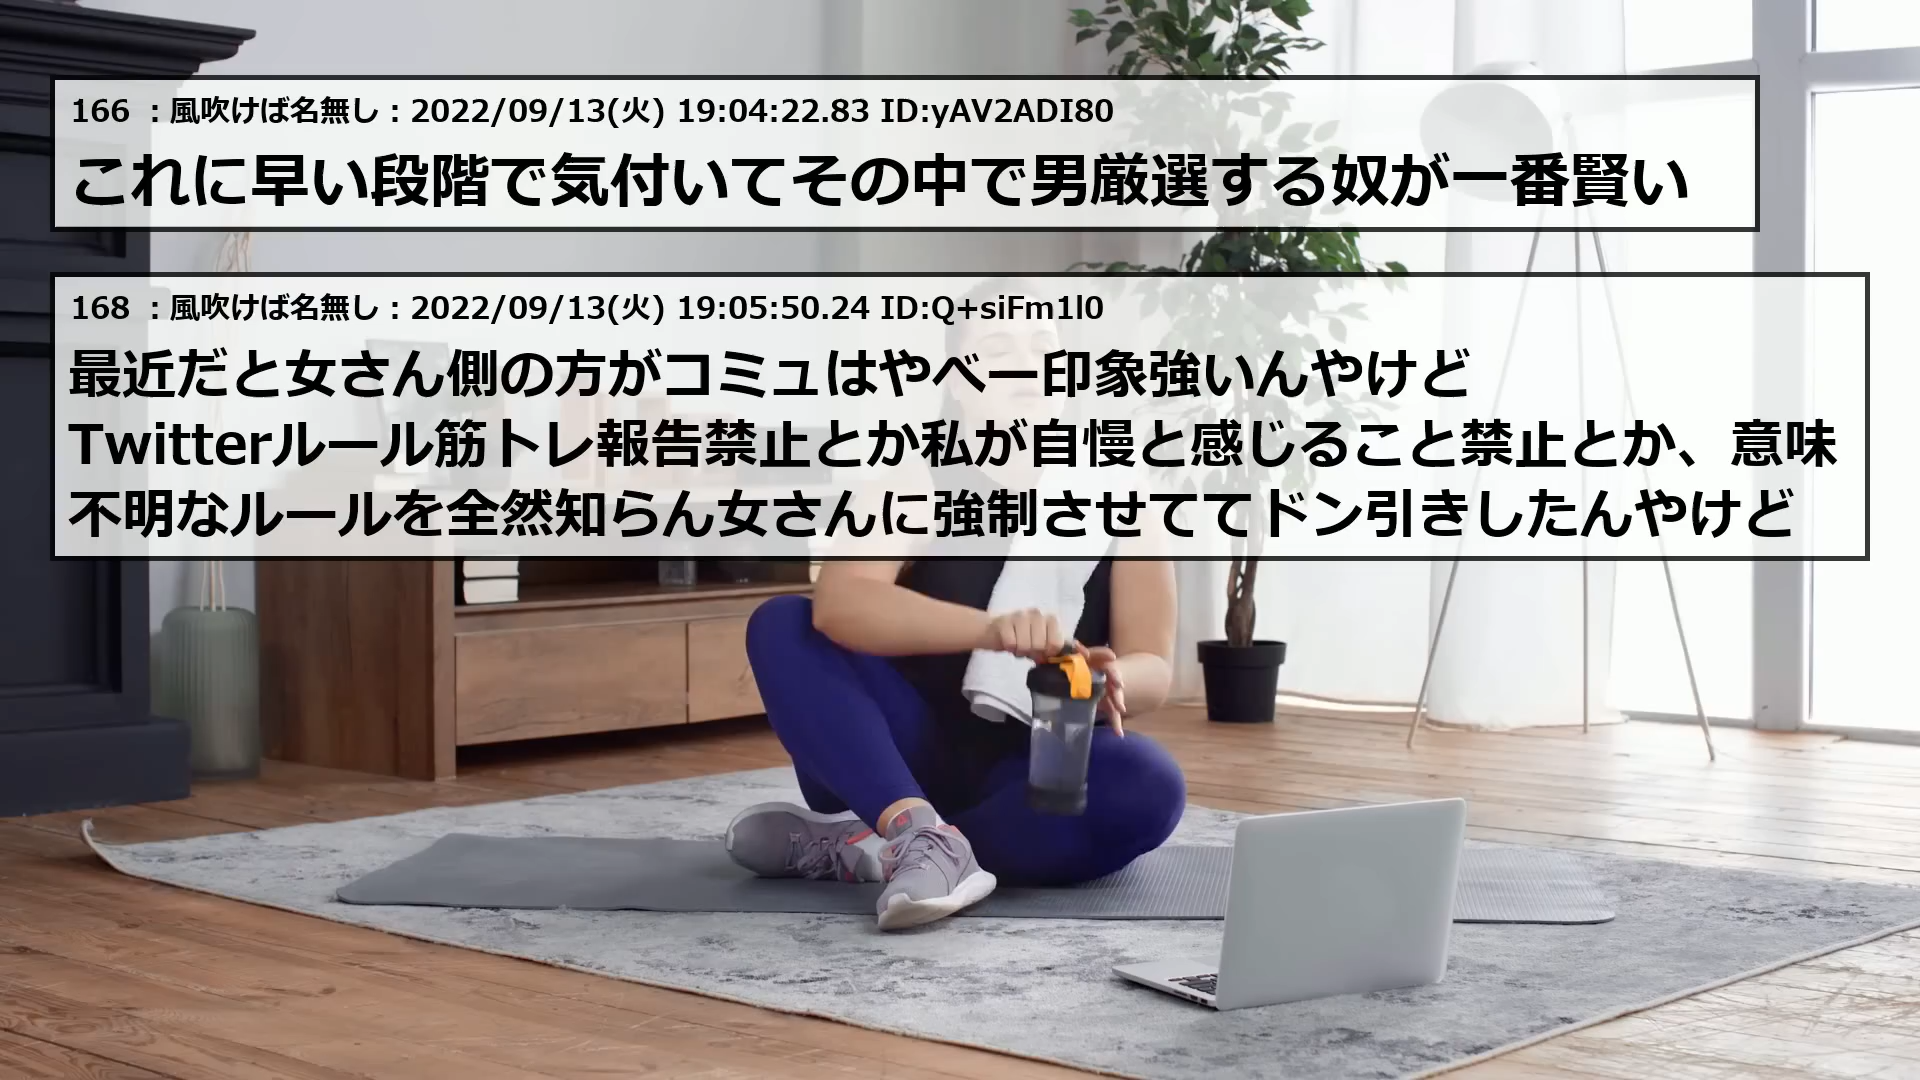 166 ：風吹けば名無し：2022/09/13(火) 19:04:22.83 ID:yAV2ADI80
これに早い段階で気付いてその中で男厳選する奴が一番賢い
168 ：風吹けば名無し：2022/09/13(火) 19:05:50.24 ID:Q+siFm1l0
最近だと女さん側の方がコミュはやべー印象強いんやけど
Twitterルール筋トレ報告禁止とか私が自慢と感じること禁止とか、意味
不明なルールを全然知らん女さんに強制させててドン引きしたんやけど